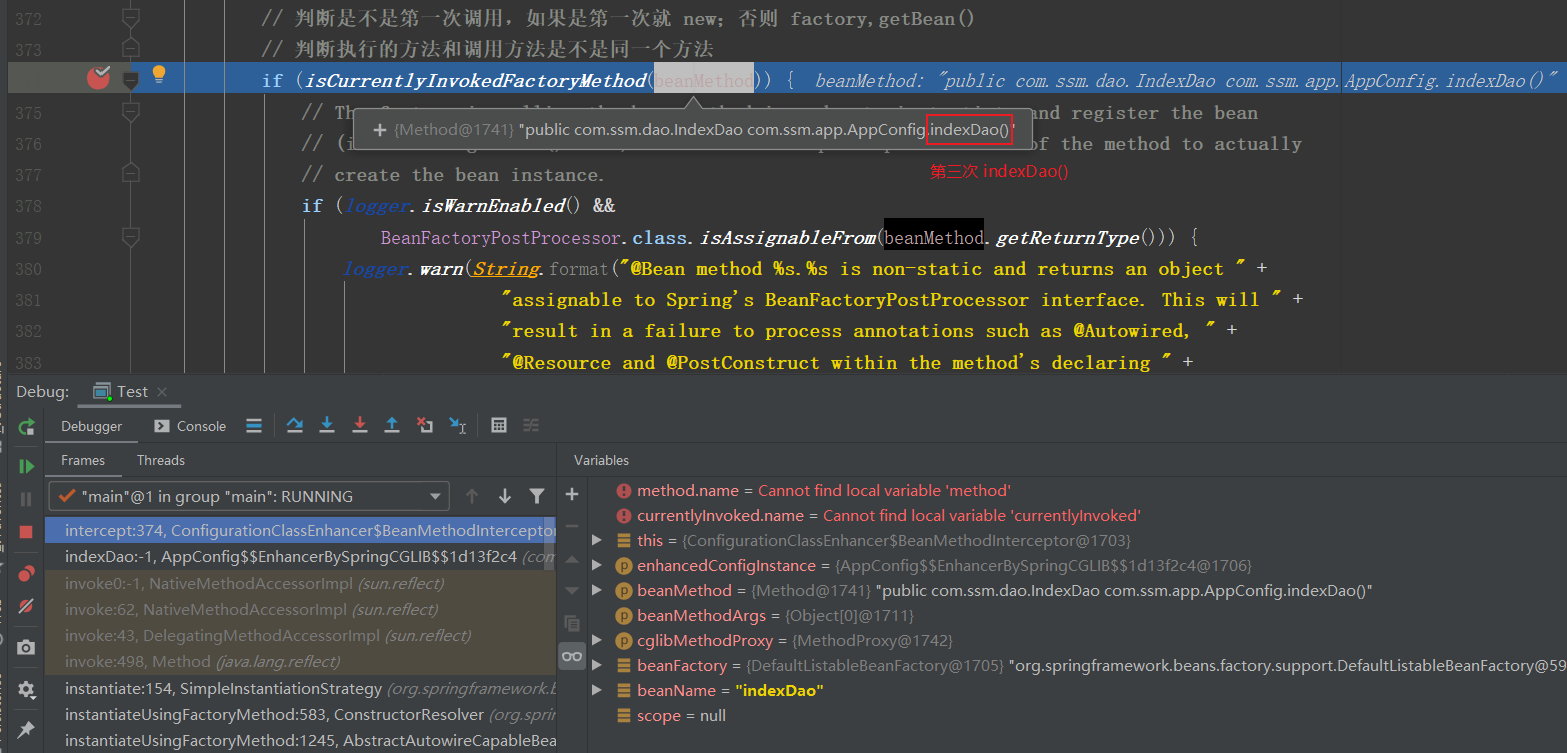 372 // 判断是不是第一次调用，如果是第一次就 new；否则 factory,getBean()
373 // 判断执行的方法和调用方法是不是同一个方法
if (isCurrentlyInvokedFactoryMethod(beanMethod)) { beanMethod: "public com.ssm.dao.IndexDao com.ssm.app.AppConfig.indexDao()"
375 // and register the bean
+ {Method@1741} "public com.ssm.dao.IndexDao com.ssm.app.AppConfig.indexDao()"
376 // of the method to actually
377 // create the bean instance.
第三次 indexDao()
378 if (logger.isWarnEnabled() &&
379 BeanFactoryPostProcessor.class.isAssignableFrom(beanMethod.getReturnType())) {
380 logger.warn(String.format("@Bean method %s.%s is non-static and returns an object " +
381 "assignable to Spring's BeanFactoryPostProcessor interface. This will " +
382 "result in a failure to process annotations such as @Autowired, " +
383 "@Resource and @PostConstruct within the method's declaring " +
Debug: Test
Debugger Console
Frames Threads
"main"@1 in group "main": RUNNING
intercept:374, ConfigurationClassEnhancer$BeanMethodInterceptor
indexDao:-1, AppConfig$$EnhancerBySpringCGLIB$$1d13f2c4
invoke0:-1, NativeMethodAccessorImpl (sun.reflect)
invoke:62, NativeMethodAccessorImpl (sun.reflect)
invoke:43, DelegatingMethodAccessorImpl (sun.reflect)
invoke:498, Method (java.lang.reflect)
instantiate:154, SimpleInstantiationStrategy (org.springframework.b
instantiateUsingFactoryMethod:583, ConstructorResolver (org.sprin
instantiateUsingFactoryMethod:1245, AbstractAutowireCapableBea
Variables
method.name = Cannot find local variable 'method'
currentlyInvoked.name = Cannot find local variable 'currentlyInvoked'
this = {ConfigurationClassEnhancer$BeanMethodInterceptor@1703}
enhancedConfigInstance = {AppConfig$$EnhancerBySpringCGLIB$$1d13f2c4@1706}
beanMethod = {Method@1741} "public com.ssm.dao.IndexDao com.ssm.app.AppConfig.indexDao()"
beanMethodArgs = {Object[0]@1711}
cglibMethodProxy = {MethodProxy@1742}
beanFactory = {DefaultListableBeanFactory@1705} "org.springframework.beans.factory.support.DefaultListableBeanFactory@59
beanName = "indexDao"
scope = null